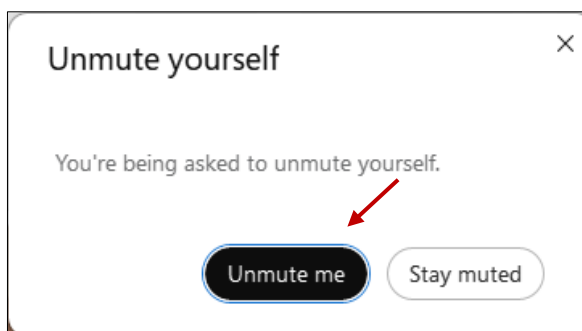 Unmute yourself
You're being asked to unmute yourself.
Unmute me
Stay muted